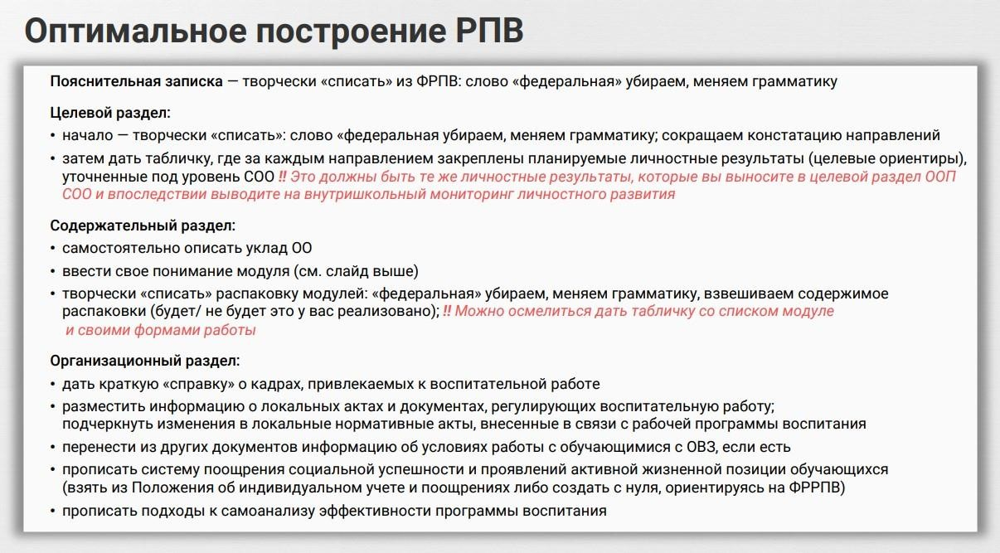 Оптимальное построение РПВ
Пояснительная записка — творчески «списать» из ФРПВ: слово «федеральная» убираем, меняем грамматику
Целевой раздел:
• начало — творчески «списать»: слово «федеральная убираем, меняем грамматику; сокращаем констатацию направлений
• затем дать табличку, где за каждым направлением закреплены планируемые личностные результаты (целевые ориентиры),
уточненные под уровень СОО !! Это должны быть те же личностные результаты, которые вы выносите в целевой раздел ООП
СОО и впоследствии выводите на внутришкольный мониторинг личностного развития
Содержательный раздел:
• самостоятельно описать уклад ОО
• ввести свое понимание модуля (см. слайд выше)
• творчески «списать» распаковку модулей: «федеральная» убираем, меняем грамматику, взвешиваем содержимое
распаковки (будет/ не будет это у вас реализовано); !! Можно осмелиться дать табличку со списком модуле
и своими формами работы
Организационный раздел:
• дать краткую «справку» о кадрах, привлекаемых к воспитательной работе
• разместить информацию о локальных актах и документах, регулирующих воспитательную работу;
подчеркнуть изменения в локальные нормативные акты, внесенные в связи с рабочей программы воспитания
• перенести из других документов информацию об условиях работы с обучающимися с ОВЗ, если есть
• прописать систему поощрения социальной успешности и проявлений активной жизненной позиции обучающихся
(взять из Положения об индивидуальном учете и поощрениях либо создать с нуля, ориентируясь на ФРРПВ)
• прописать подходы к самоанализу эффективности программы воспитания